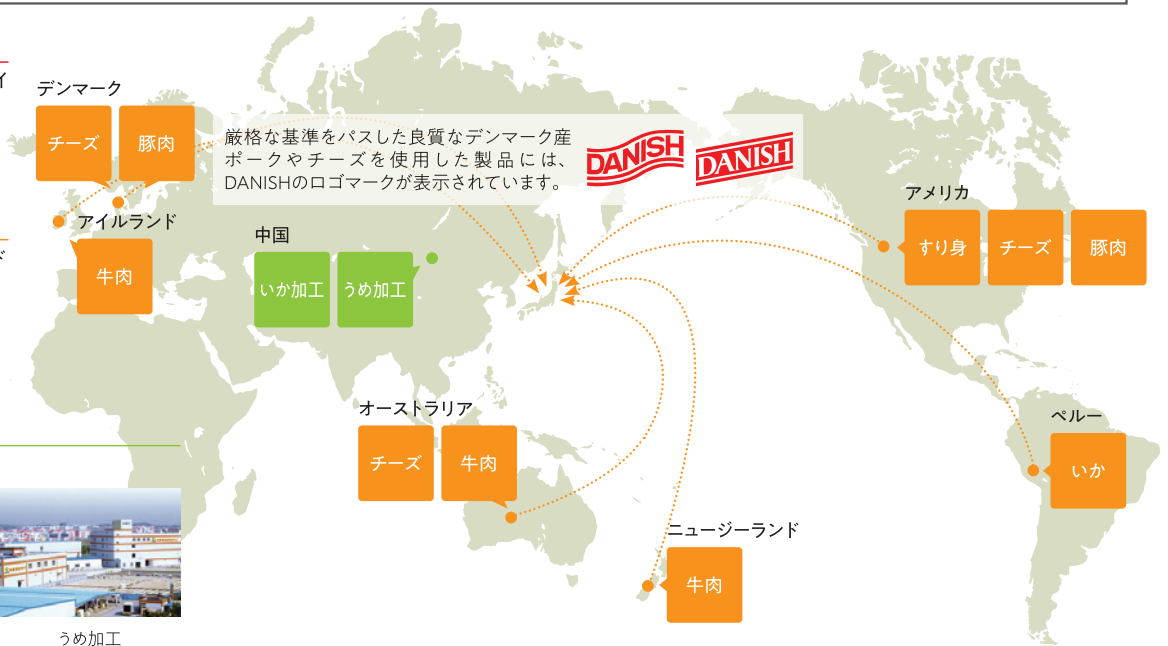 イ
デンマーク
チーズ
豚肉
厳格な基準をパスした良質なデンマーク産
ポークやチーズを使用した製品には、
DANISHのロゴマークが表示されています。
DANISH
DANISH
アイルランド
牛肉
ド
中国
いか加工
うめ加工
アメリカ
すり身
チーズ
豚肉
オーストラリア
チーズ
牛肉
ペルー
いか
ニュージーランド
牛肉
うめ加工